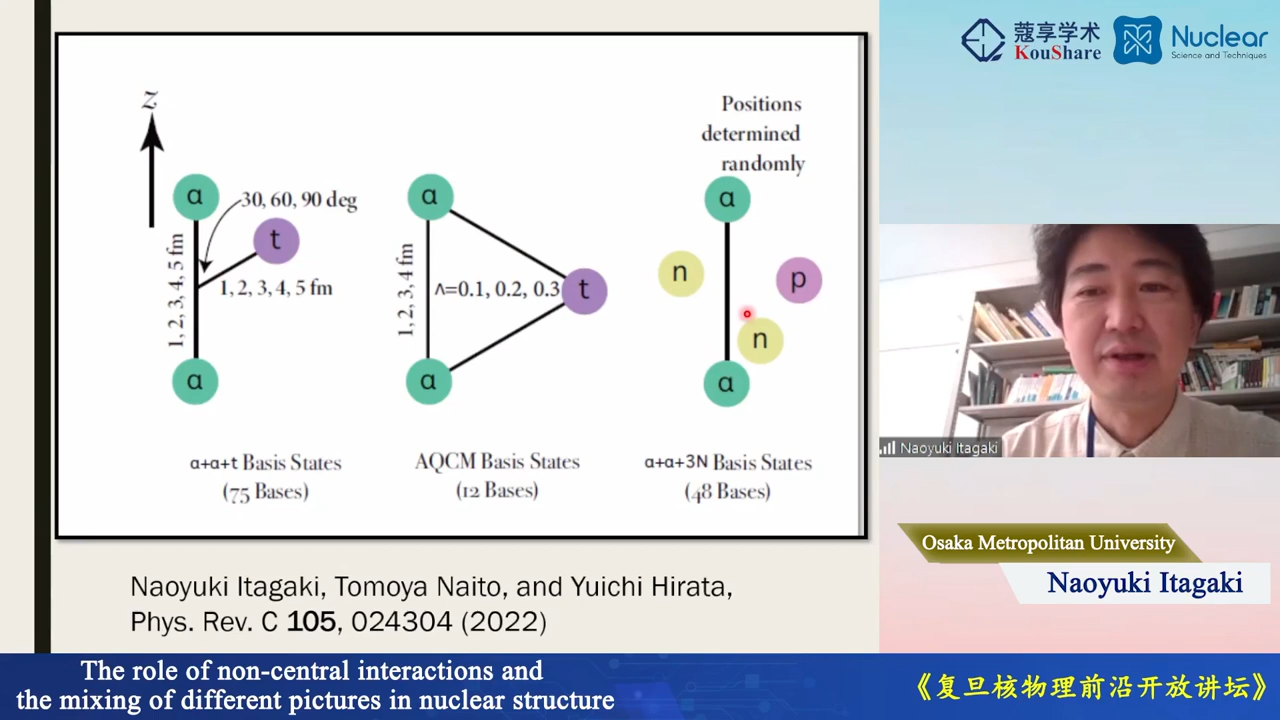 z
α
30, 60, 90 deg
t
1, 2, 3, 4, 5 fm
1, 2, 3, 4, 5 fm
α
α+α+t Basis States
(75 Bases)
α
1, 2, 3, 4 fm
Λ=0.1, 0.2, 0.3
t
α
AQCM Basis States
(12 Bases)
Positions
determined
randomly
α
n
p
n
α
α+α+3N Basis States
(48 Bases)
Naoyuki Itagaki, Tomoya Naito, and Yuichi Hirata,
Phys. Rev. C 105, 024304 (2022)
蔻享学术
KouShare
Nuclear
Science and Techniques
Naoyuki Itagaki
Osaka Metropolitan University
Naoyuki Itagaki
The role of non-central interactions and
the mixing of different pictures in nuclear structure
《复旦核物理前沿开放讲坛》